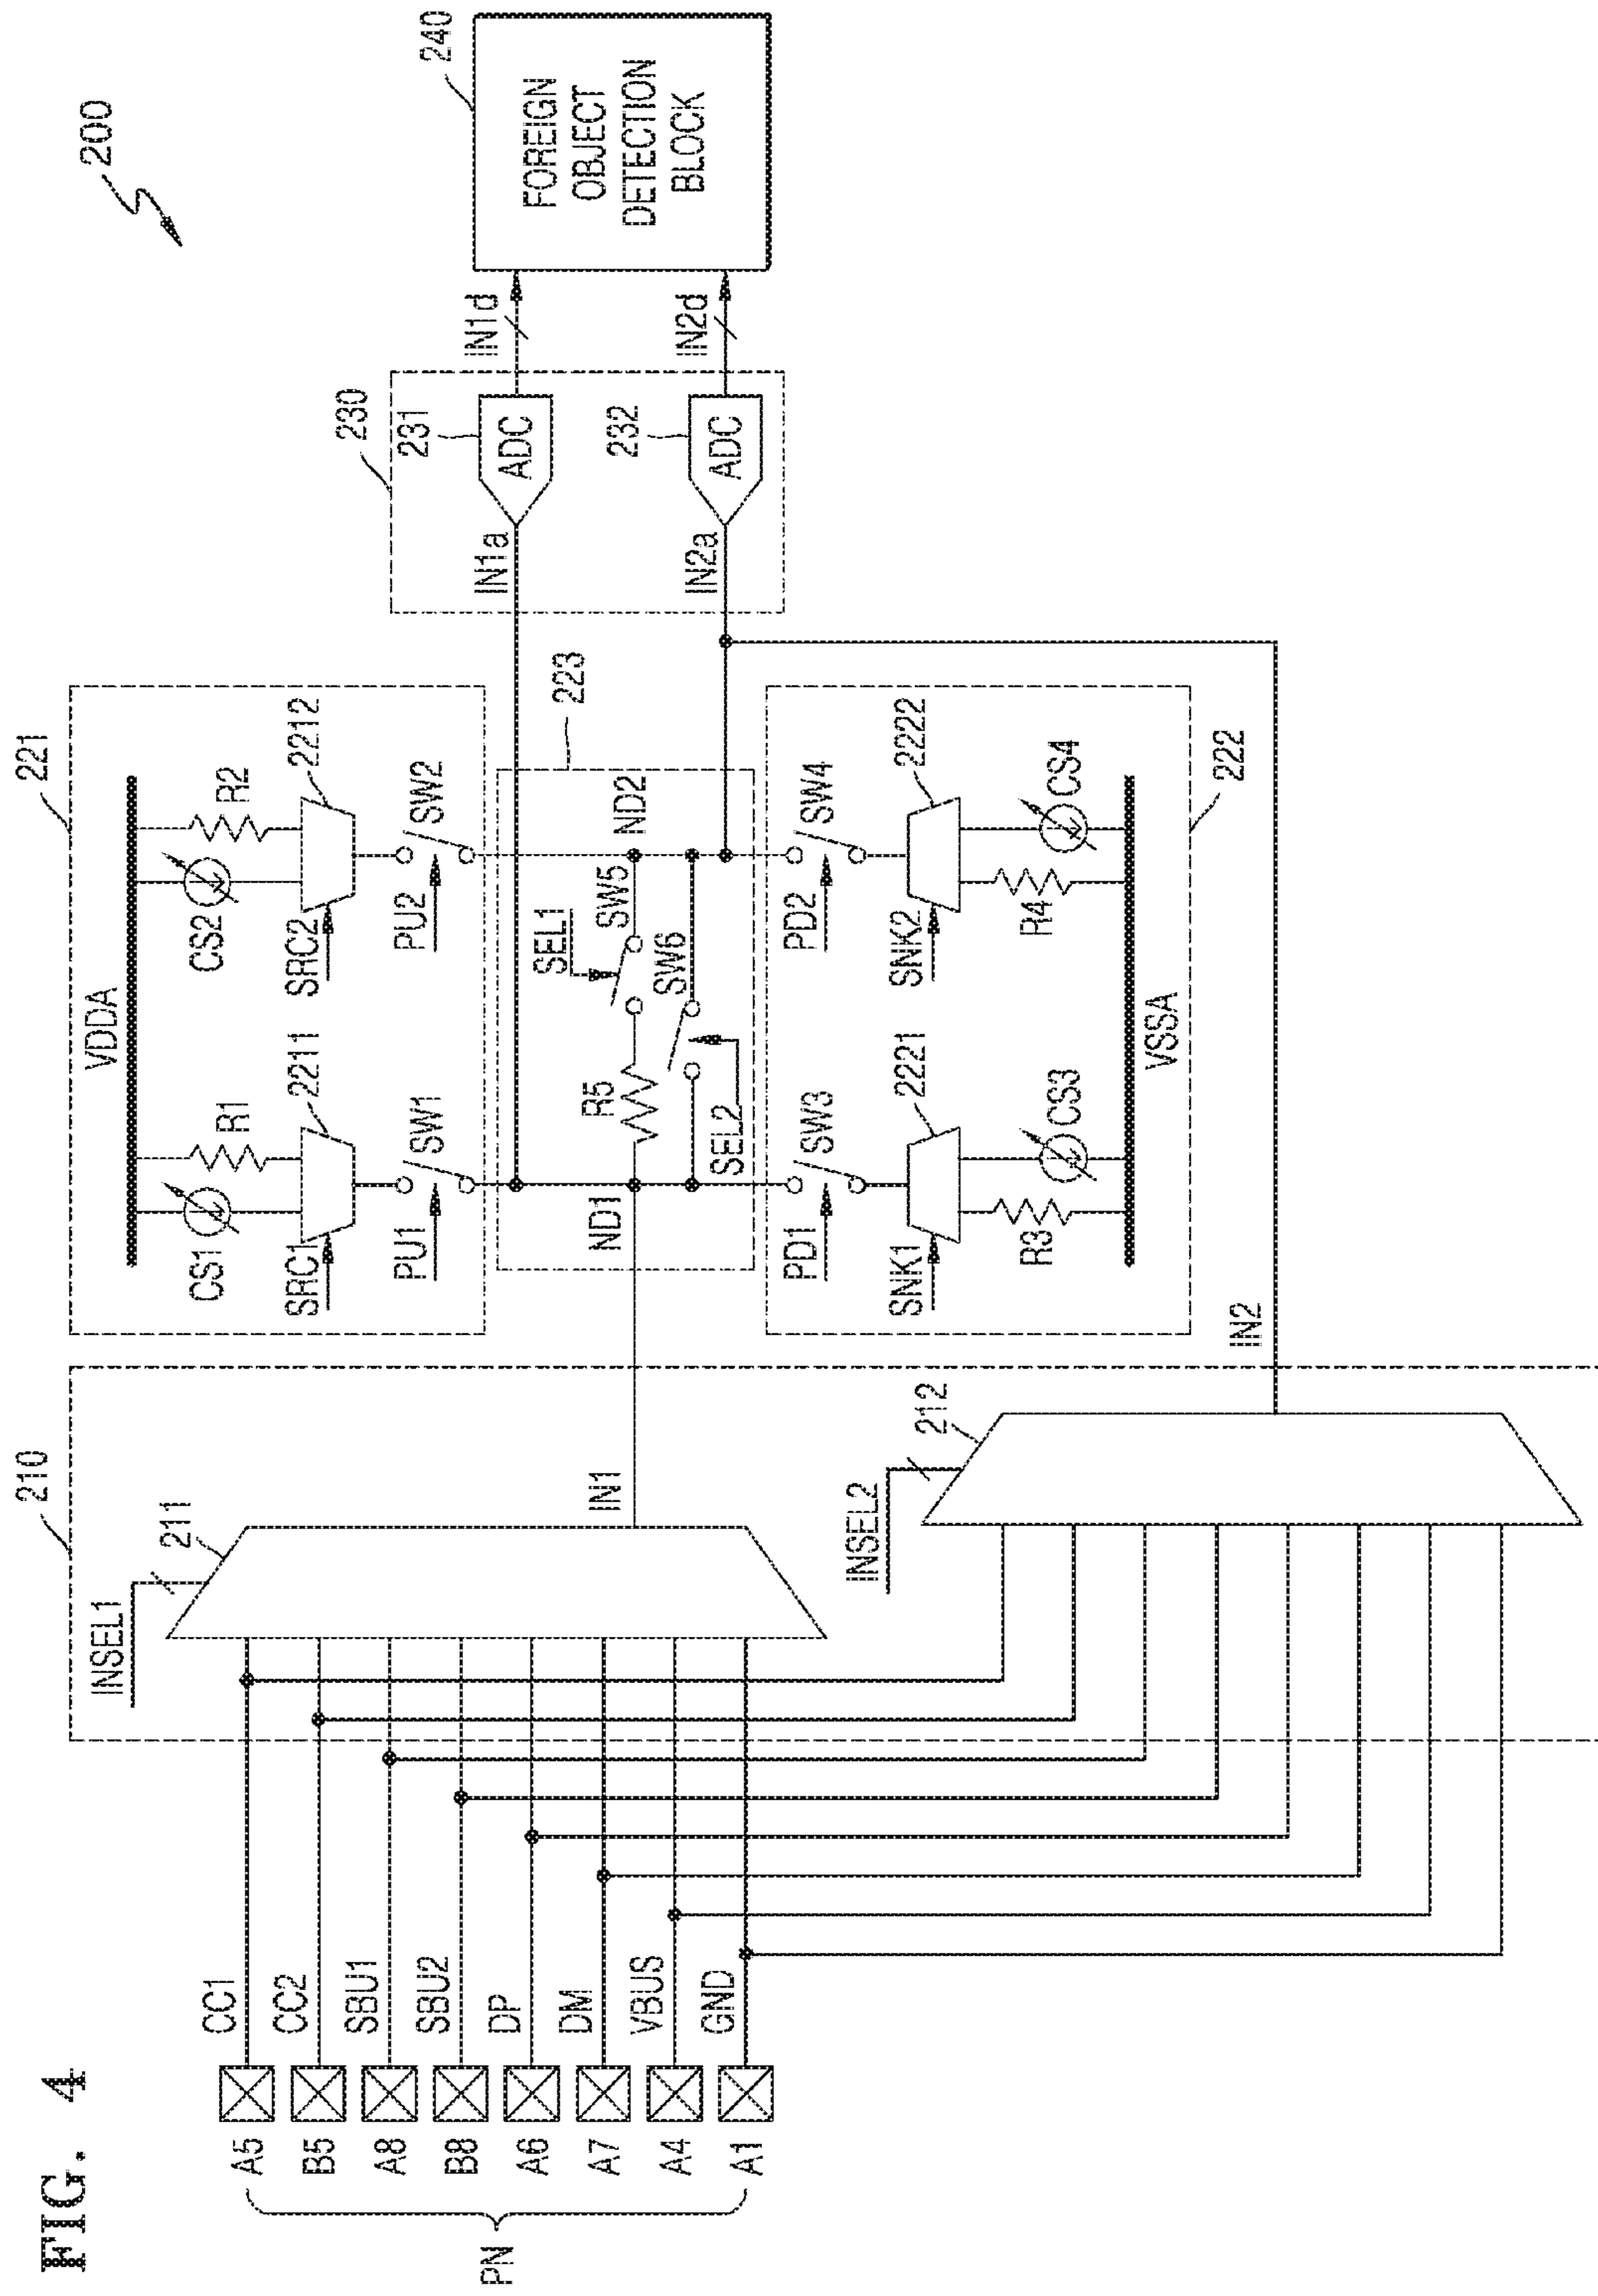 FIG. 4
200
210
221
INSEL1
211
VDDA
CS1
R1
CS2
R2
SRC1
2211
SRC2
2212
PU1
SW1
PU2
SW2
230
240
A5
CC1
B5
CC2
A8
SBU1
B8
SBU2
A6
DP
A7
DM
A4
VBUS
A1
GND
PN
IN1
223
ND1
R5
SEL1
SW5
ND2
SW6
SEL2
IN1a
231
ADC
IN1d
IN2a
232
ADC
IN2d
FOREIGN
OBJECT
DETECTION
BLOCK
PD1
SW3
PD2
SW4
INSEL2
212
SNK1
2221
SNK2
2222
R3
CS3
R4
CS4
VSSA
222
IN2